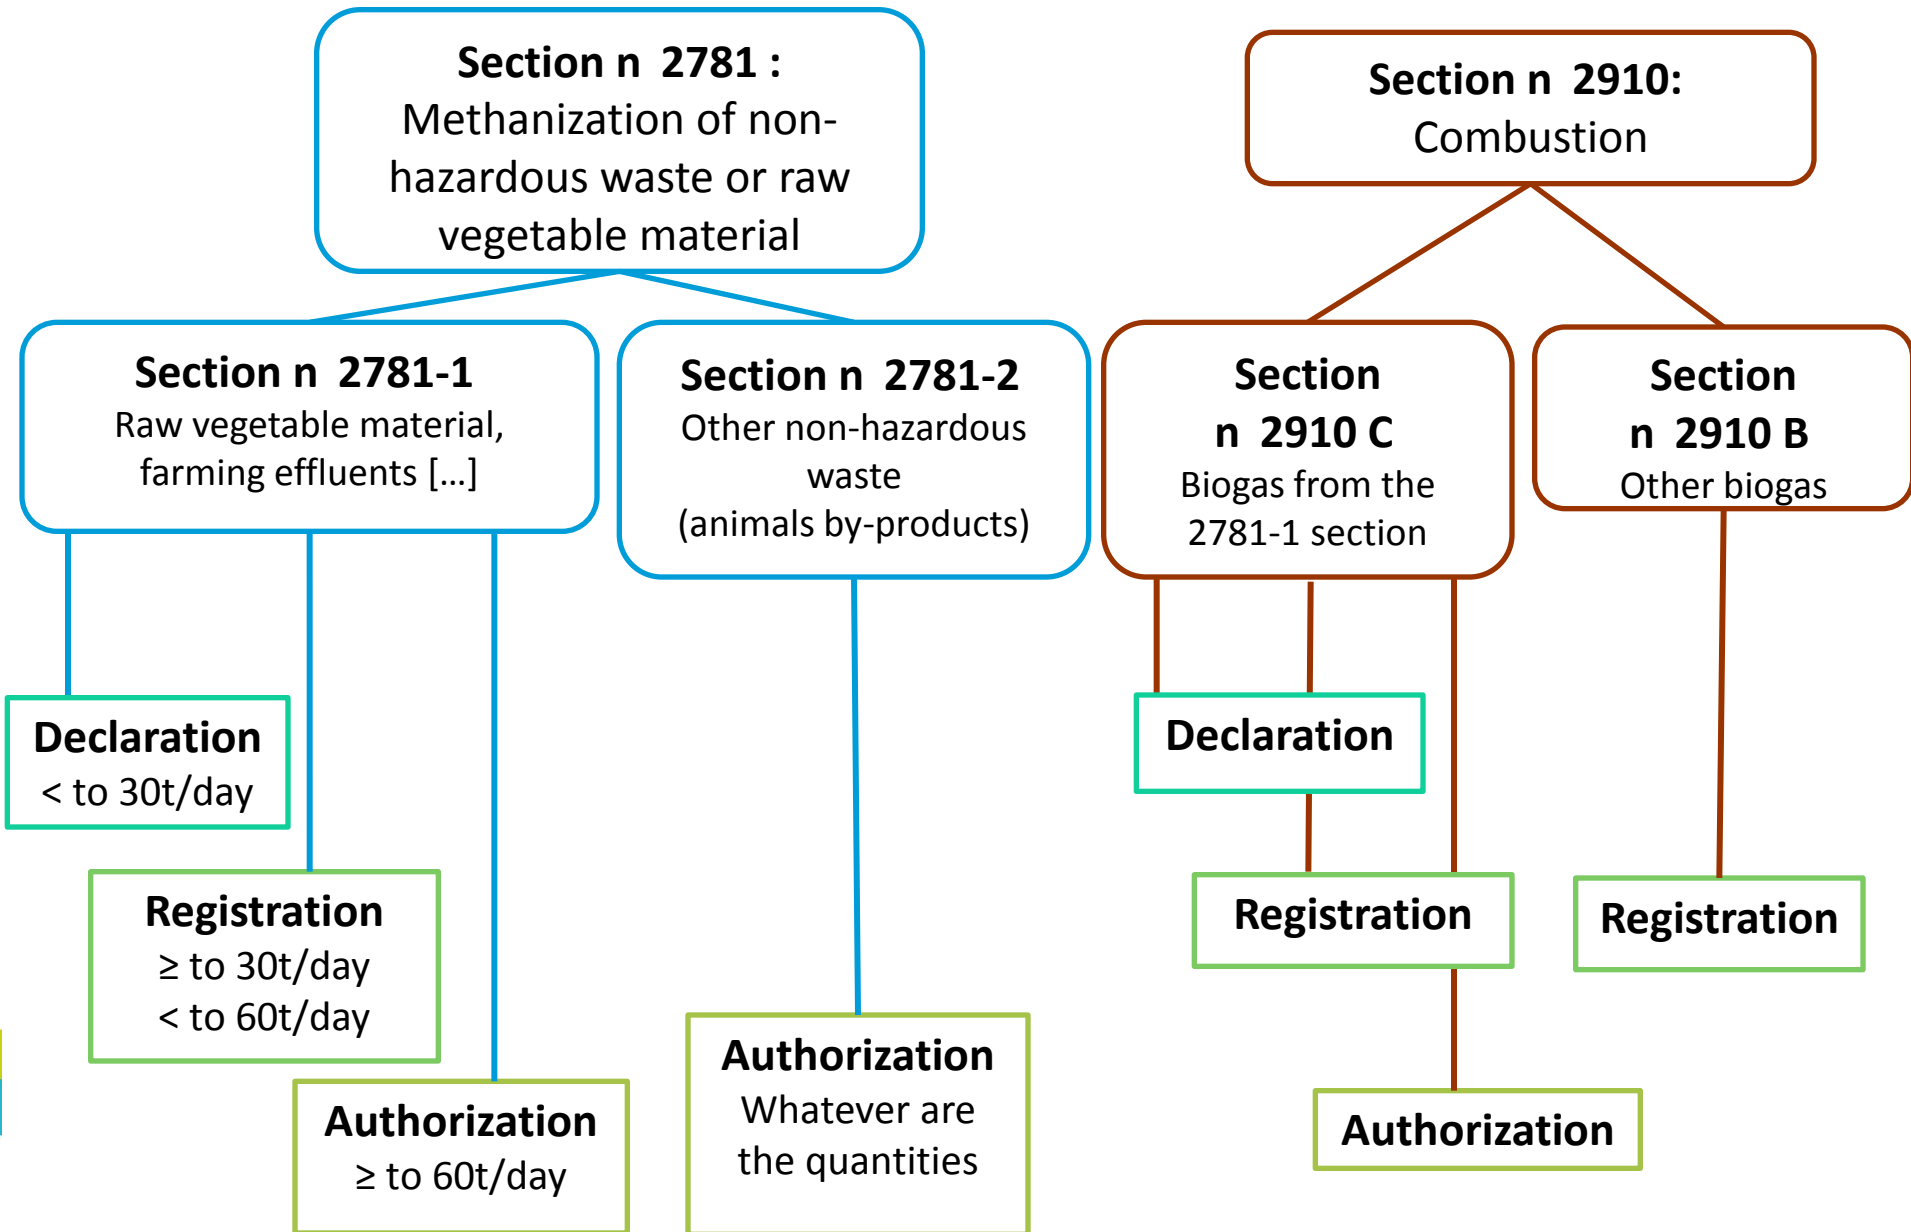 Section n 2781 :
Methanization of non-
hazardous waste or raw
vegetable material
Section n 2910:
Combustion
Section n 2781-1
Raw vegetable material,
farming effluents [...]
Section n 2781-2
Other non-hazardous
waste
(animals by-products)
Section
n 2910 C
Biogas from the
2781-1 section
Section
n 2910 B
Other biogas
Declaration
< to 30t/day
Registration
≥ to 30t/day
< to 60t/day
Authorization
≥ to 60t/day
Authorization
Whatever are
the quantities
Declaration
Registration
Authorization
Registration